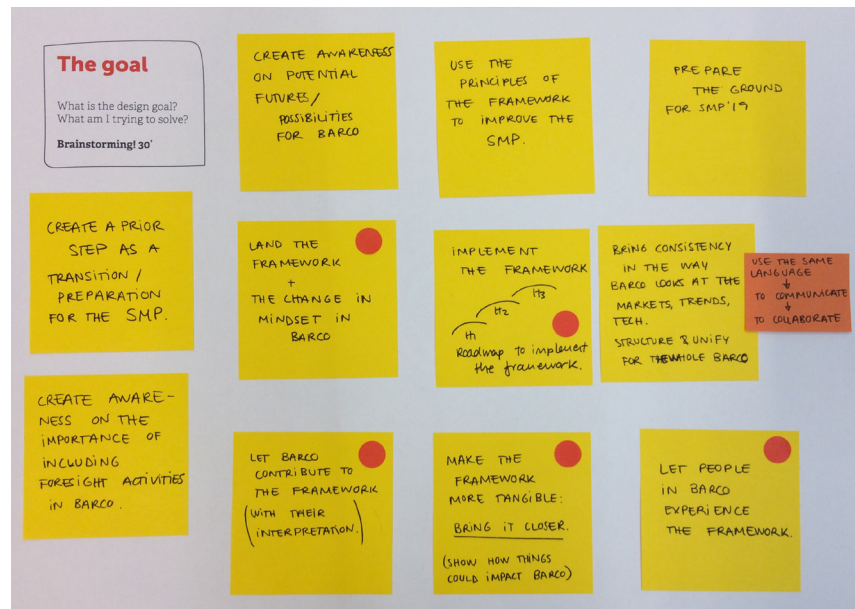 The goal
What is the design goal?
What am I trying to solve?
Brainstorming! 30'
CREATE AWARENESS
ON POTENTIAL
FUTURES/
POSSIBILITIES
FOR BARCO
USE THE
PRINCIPLES OF
THE FRAMEWORK
TO IMPROVE THE
SMP.
PREPARE
THE GROUND
FOR SMP'19
CREATE A PRIOR
STEP AS A
TRANSITION/
PREPARATION
FOR THE SMP.
LAND THE
FRAMEWORK
+
THE CHANGE IN
MINDSET IN
BARCO
IMPLEMENT
THE FRAMEWORK
H1
H2
H3
Roadmap to implement
the framework.
BRING CONSISTENCY
IN THE WAY
BARCO LOOKS AT THE
MARKETS, TRENDS,
TECH.
STRUCTURE & UNIFY
FOR THE WHOLE BARCO
USE THE SAME
LANGUAGE
↓
TO COMMUNICATE
↓
TO COLLABORATE
CREATE AWARE-
NESS ON THE
IMPORTANCE OF
INCLUDING
FORESIGHT ACTIVITIES
IN BARCO.
LET BARCO
CONTRIBUTE TO
THE FRAMEWORK
(WITH THEIR
INTERPRETATION.)
MAKE THE
FRAMEWORK
MORE TANGIBLE:
BRING IT CLOSER.
(SHOW HOW THINGS
COULD IMPACT BARCO)
LET PEOPLE
IN BARCO
EXPERIENCE
THE FRAMEWORK.